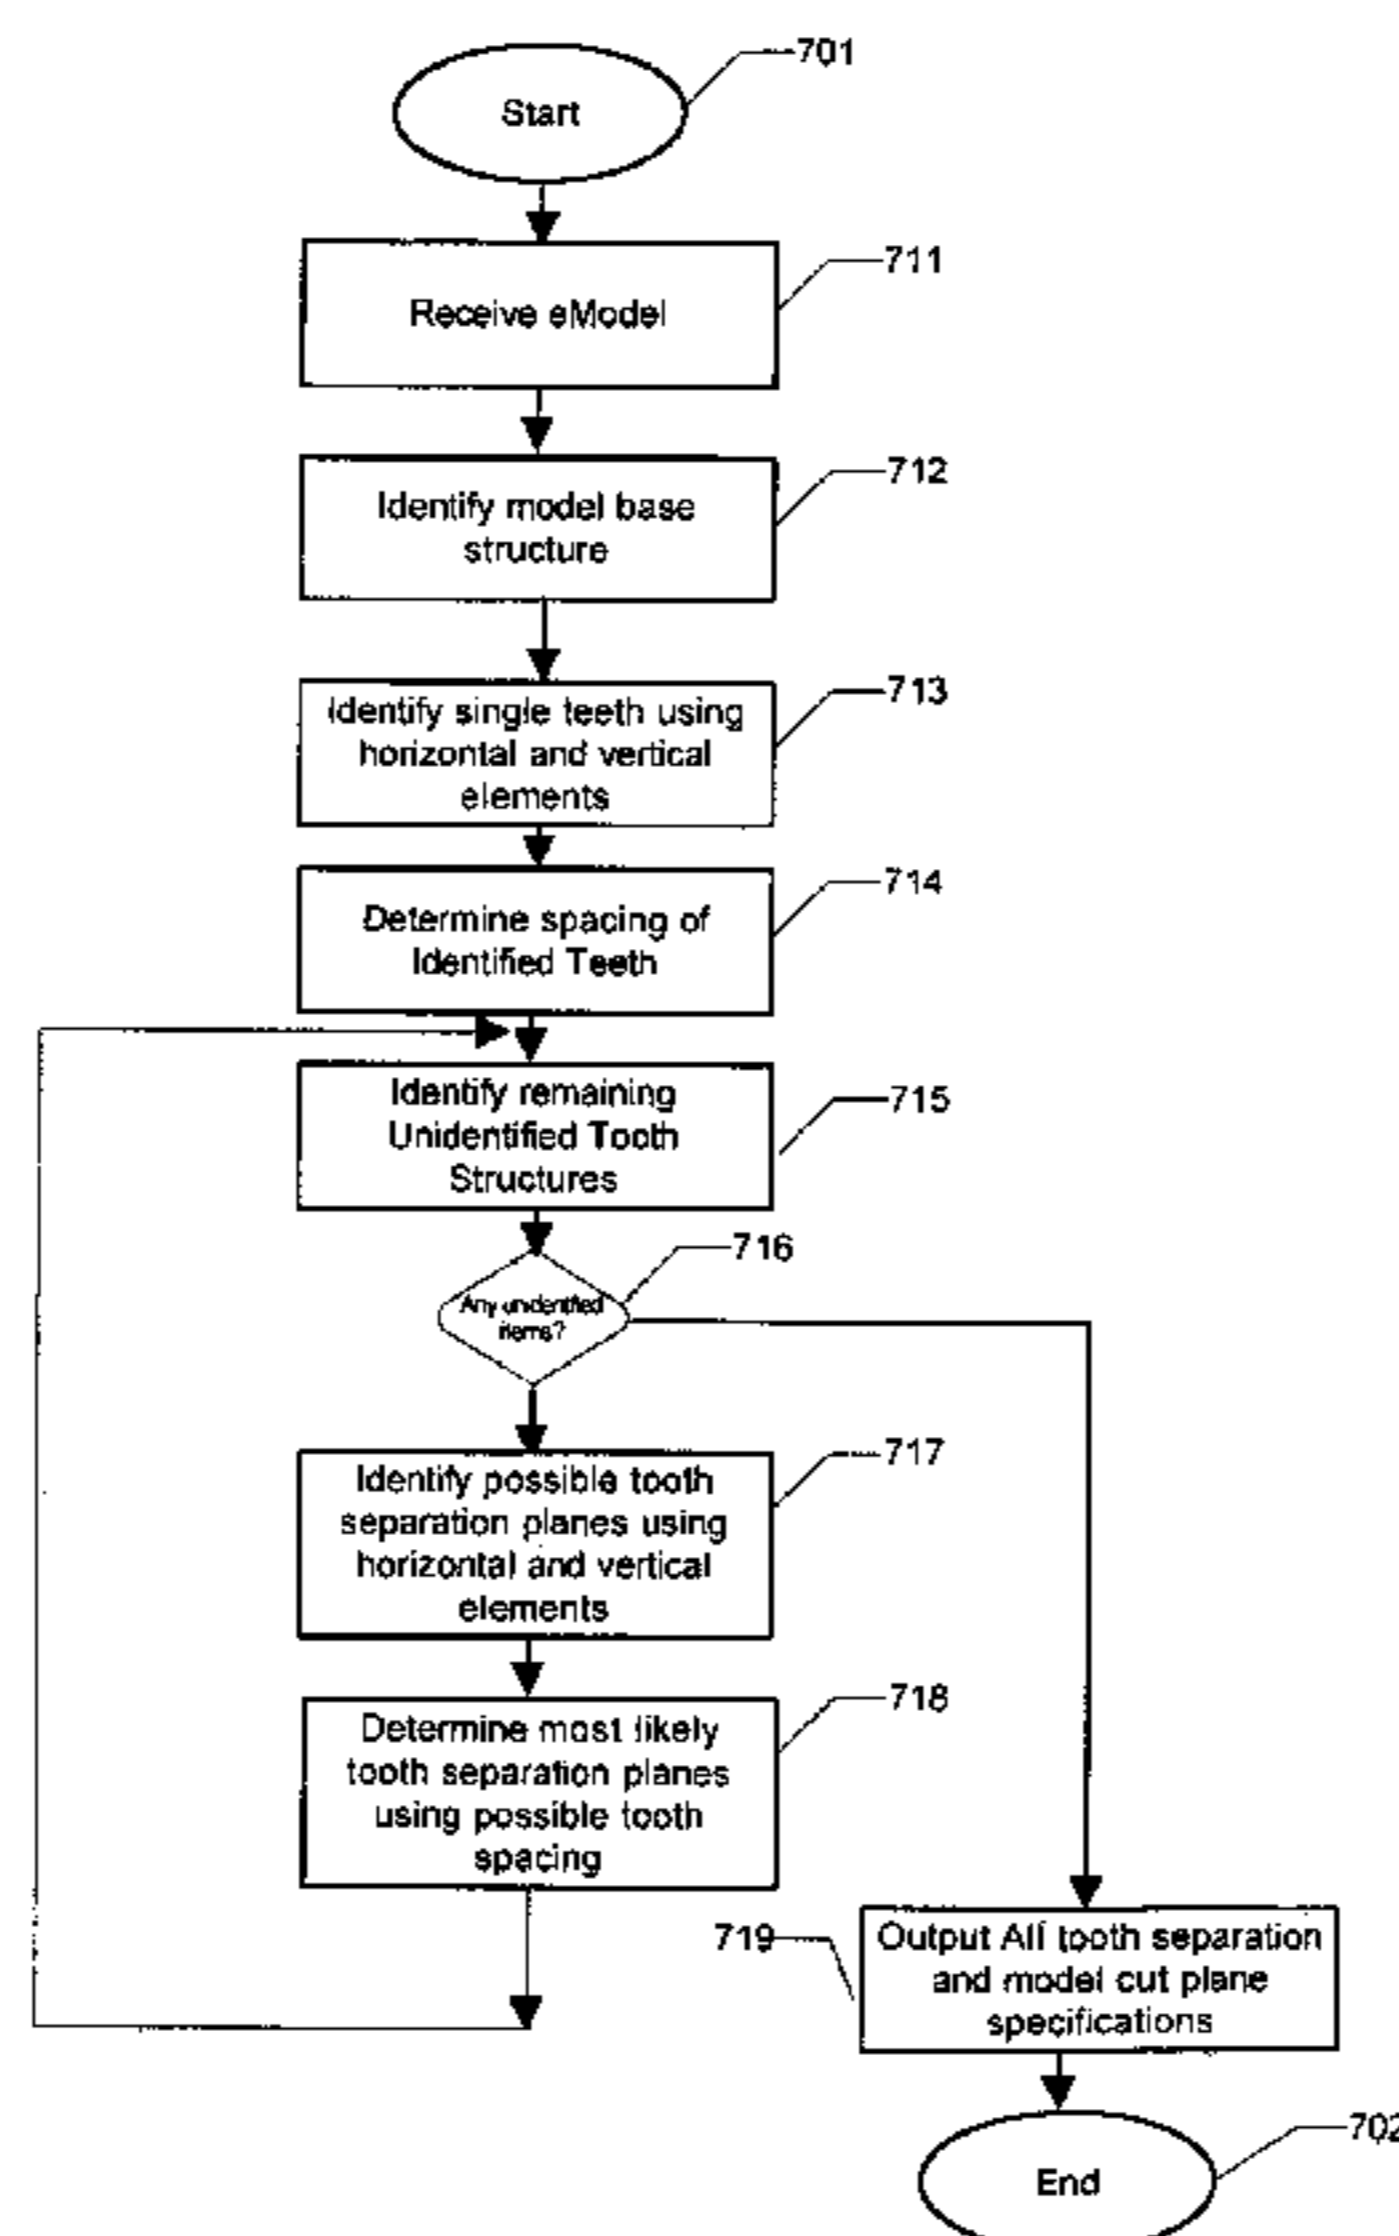 701
Start
711
Receive eModel
712
Identify model base
structure
713
Identify single teeth using
horizontal and vertical
elements
714
Determine spacing of
Identified Teeth
715
Identify remaining
Unidentified Tooth
Structures
716
Any unidentified
items?
717
Identify possible tooth
separation planes using
horizontal and vertical
elements
718
Determine most likely
tooth separation planes
using possible tooth
spacing
719
Output All tooth separation
and model cut plane
specifications
702
End